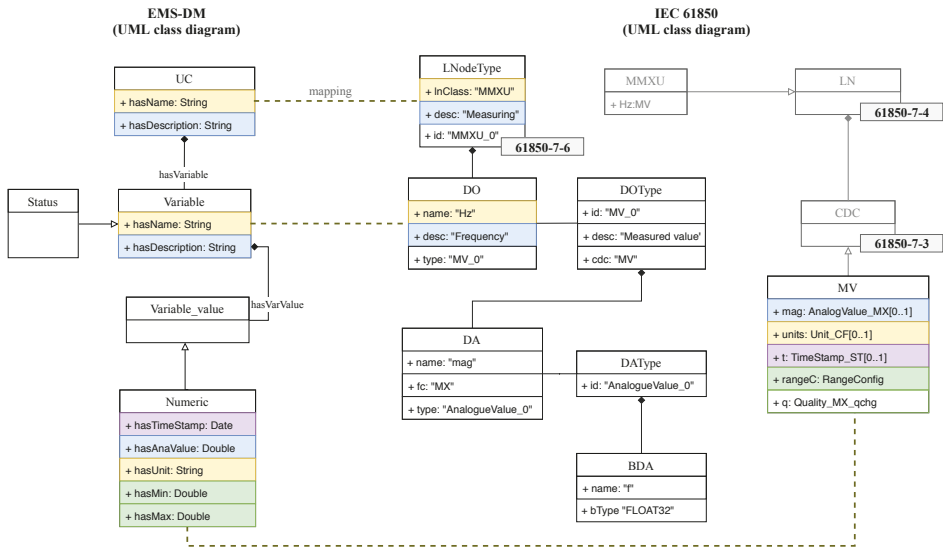 EMS-DM
(UML class diagram)
IEC 61850
(UML class diagram)
UC
+ hasName: String
+ hasDescription: String
mapping
LNodeType
+ lnClass: "MMXU"
+ desc: "Measuring"
+ id: "MMXU_0"
61850-7-6
MMXU
+ Hz:MV
LN
61850-7-4
hasVariable
Status
Variable
+ hasName: String
+ hasDescription: String
DO
+ name: "Hz"
+ desc: "Frequency"
+ type: "MV_0"
DOType
+ id: "MV_0"
+ desc: "Measured value'
+ cdc: "MV"
CDC
61850-7-3
hasVarValue
Variable_value
MV
+ mag: AnalogValue_MX[0..1]
+ units: Unit_CF[0..1]
+ t: TimeStamp_ST[0..1]
+ rangeC: RangeConfig
+ q: Quality_MX_qchg
DA
+ name: "mag"
+ fc: "MX"
+ type: "AnalogueValue_0"
DAType
+ id: "AnalogueValue_0"
Numeric
+ hasTimeStamp: Date
+ hasAnaValue: Double
+ hasUnit: String
+ hasMin: Double
+ hasMax: Double
BDA
+ name: "f"
+ bType "FLOAT32"